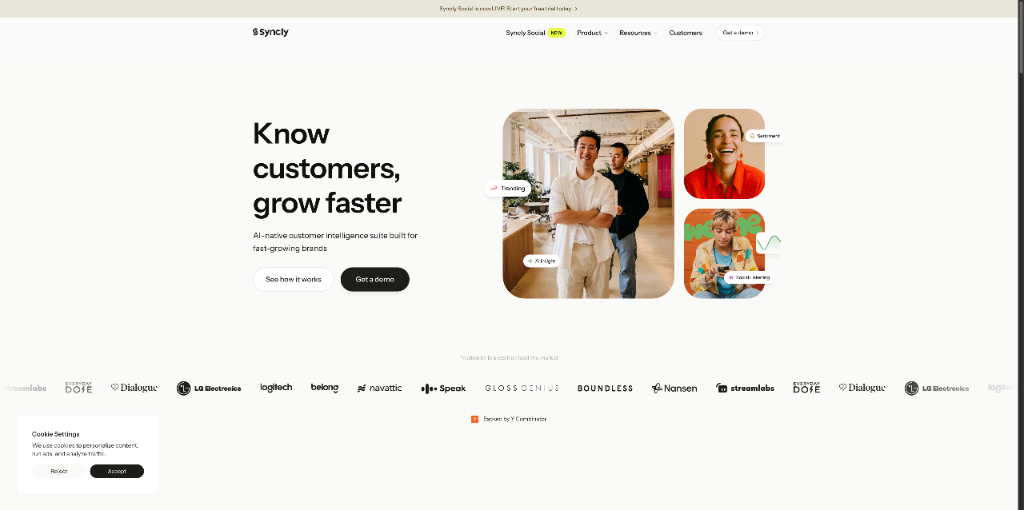 Syncly Social is now LIVE! Start your free trial today >
Syncly
Syncly Social NEW Product Resources Customers Get a demo >
Know
customers,
grow faster
AI-native customer intelligence suite built for
fast-growing brands
See how it works Get a demo
Trending
AI insight
Sentiment
welcome
Social listening
Trusted by brands that lead the market
streamlabs EVERYDAY DOSE Dialogue LG Electronics logitech belong navattic Speak GLOSSGENIUS BOUNDLESS Nansen streamlabs EVERYDAY DOSE Dialogue LG Electronics logitech
Backed by Y Combinator
Cookie Settings
We use cookies to personalize content,
run ads, and analyze traffic.
Reject Accept